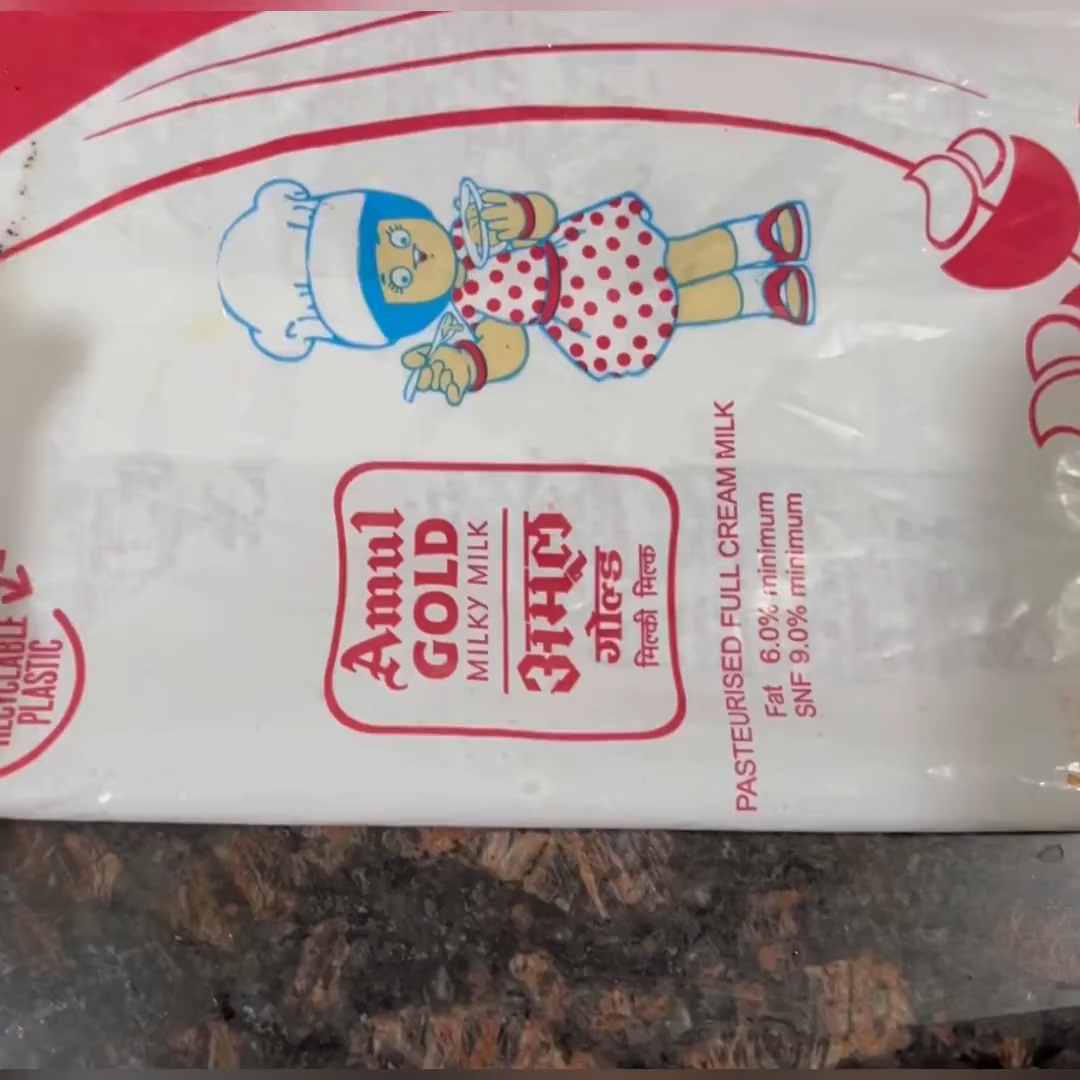 Amul
GOLD
MILKY MILK
अमूल
गोल्ड
मिल्की मिल्क
PASTEURISED FULL CREAM MILK
Fat 6.0% minimum
SNF 9.0% minimum
RECYCLABLE
PLASTIC